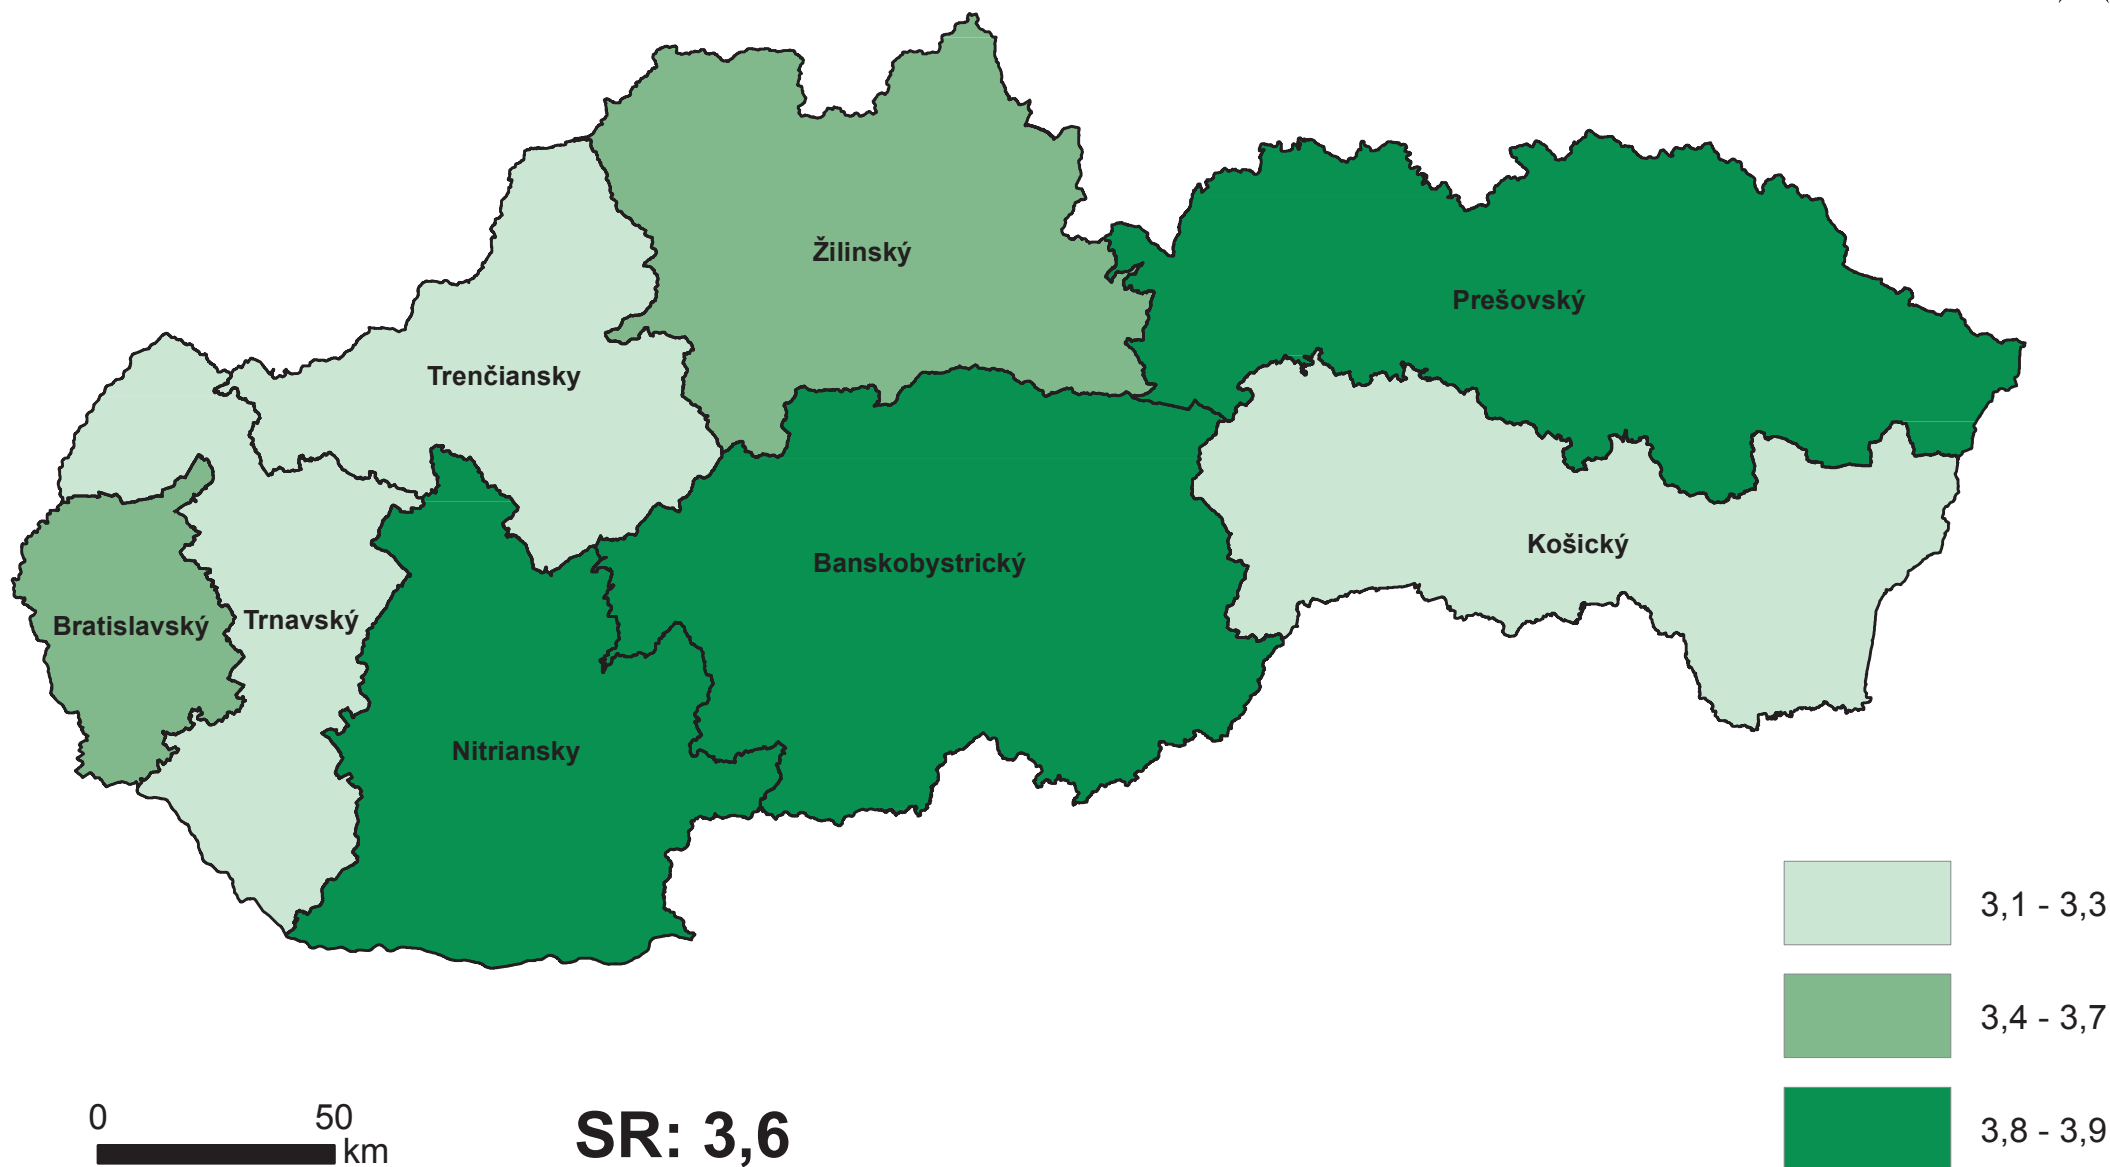 Žilinský
Prešovský
Trenčiansky
Košický
Banskobystrický
Bratislavský
Trnavský
Nitriansky
3,1 - 3,3
3,4 - 3,7
3,8 - 3,9
0 50
km
SR: 3,6